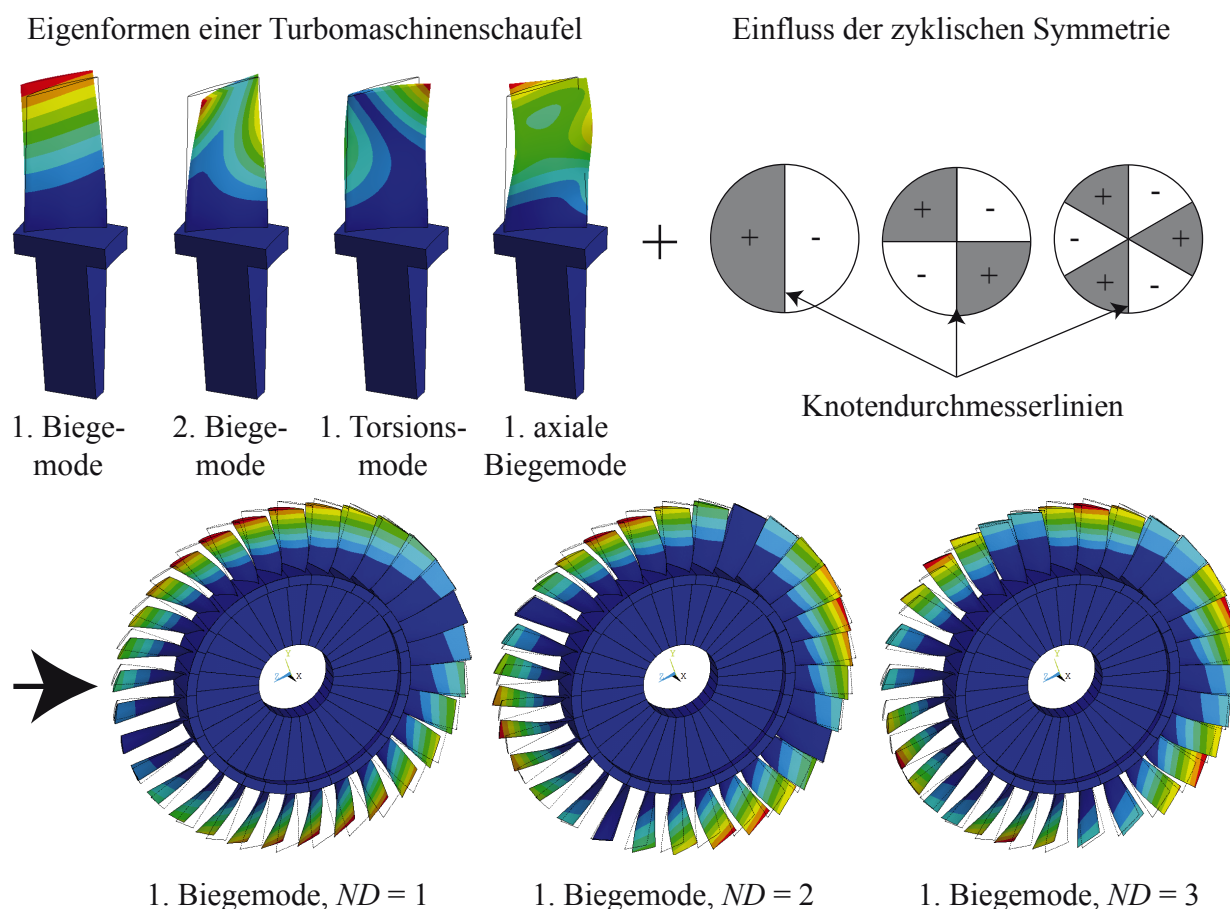 Eigenformen einer Turbomaschinenschaufel
Einfluss der zyklischen Symmetrie
+
+ -
+ -
- +
+ -
- +
+ -
Knotendurchmesserlinien
1. Biege-
mode
2. Biege-
mode
1. Torsions-
mode
1. axiale
Biegemode
Y
Z X
Y
Z X
Y
Z X
1. Biegemode, ND = 1
1. Biegemode, ND = 2
1. Biegemode, ND = 3